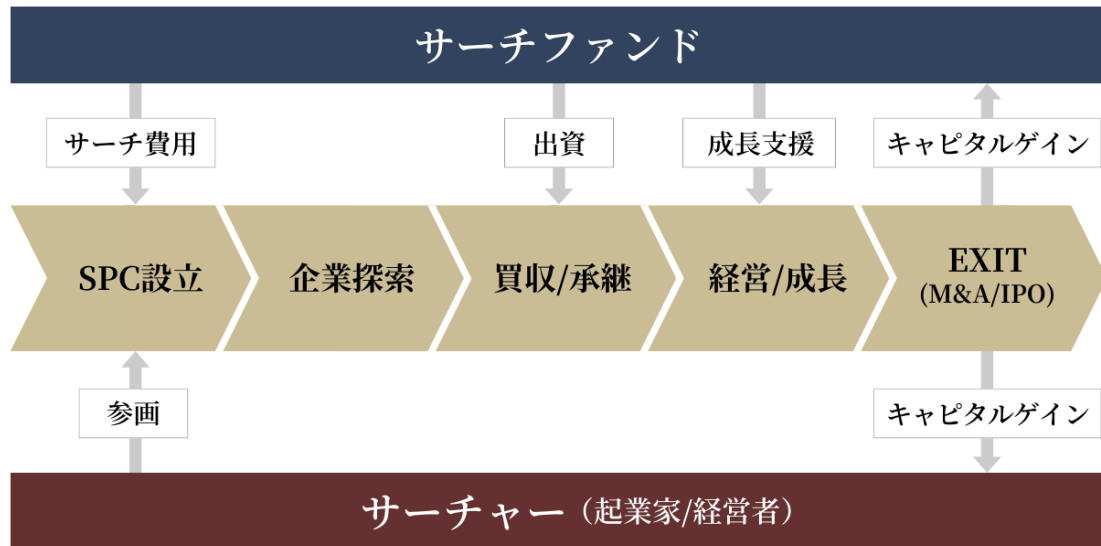 サーチファンド
サーチ費用
出資
成長支援
キャピタルゲイン
SPC設立
企業探索
買収/承継
経営/成長
EXIT
(M&A/IPO)
参画
キャピタルゲイン
サーチャー（起業家/経営者）